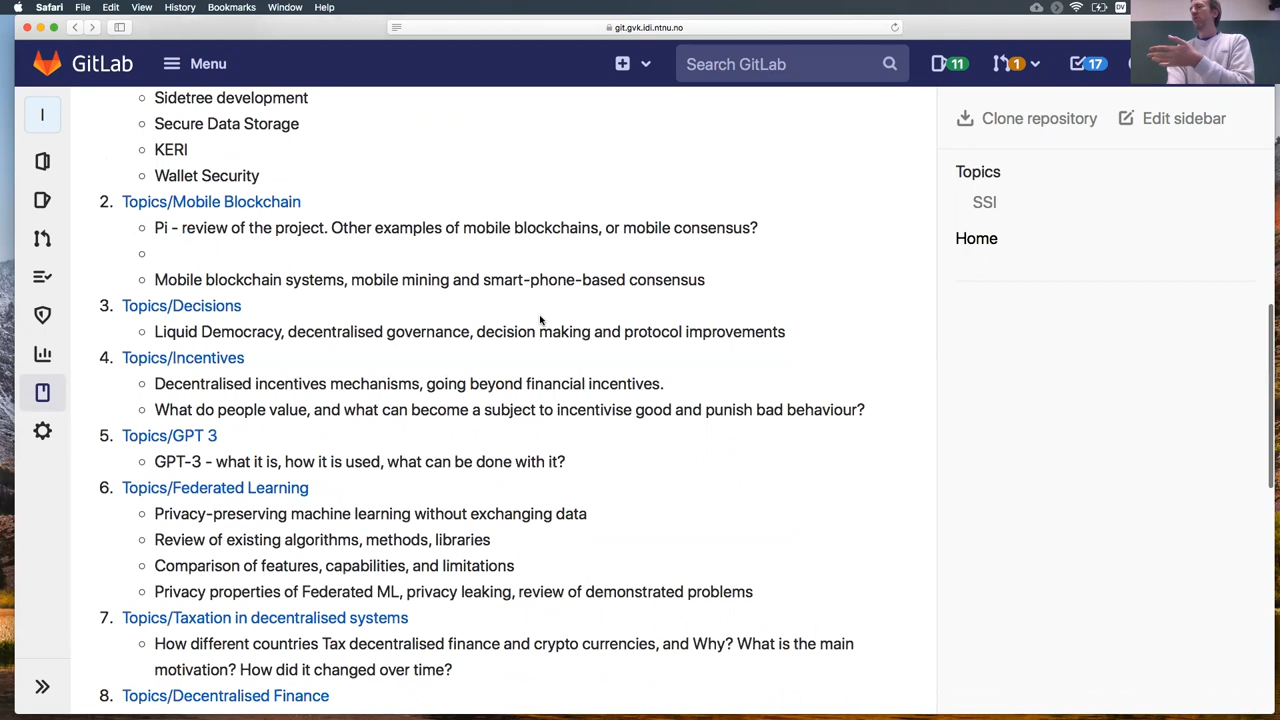 Safari File Edit View History Bookmarks Window Help DV
git.gvk.idi.ntnu.no
GitLab Menu Search GitLab 11 1 17
I
Sidetree development
Secure Data Storage
KERI
Wallet Security
2. Topics/Mobile Blockchain
Pi - review of the project. Other examples of mobile blockchains, or mobile consensus?
Mobile blockchain systems, mobile mining and smart-phone-based consensus
3. Topics/Decisions
Liquid Democracy, decentralised governance, decision making and protocol improvements
4. Topics/Incentives
Decentralised incentives mechanisms, going beyond financial incentives.
What do people value, and what can become a subject to incentivise good and punish bad behaviour?
5. Topics/GPT 3
GPT-3 - what it is, how it is used, what can be done with it?
6. Topics/Federated Learning
Privacy-preserving machine learning without exchanging data
Review of existing algorithms, methods, libraries
Comparison of features, capabilities, and limitations
Privacy properties of Federated ML, privacy leaking, review of demonstrated problems
7. Topics/Taxation in decentralised systems
How different countries Tax decentralised finance and crypto currencies, and Why? What is the main
motivation? How did it changed over time?
8. Topics/Decentralised Finance
Clone repository Edit sidebar
Topics
SSI
Home